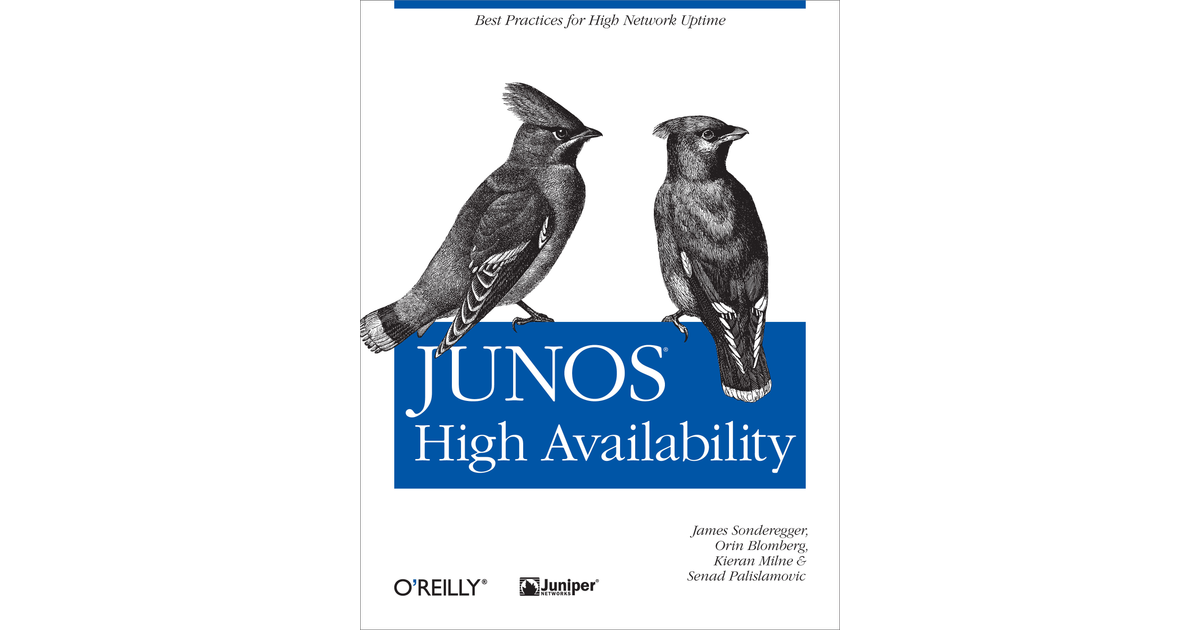 Best Practices for High Network Uptime
JUNOS®
High Availability
James Sonderegger,
Orin Blomberg,
Kieran Milne &
Senad Palislamovic
O'REILLY®
Juniper®
NETWORKS